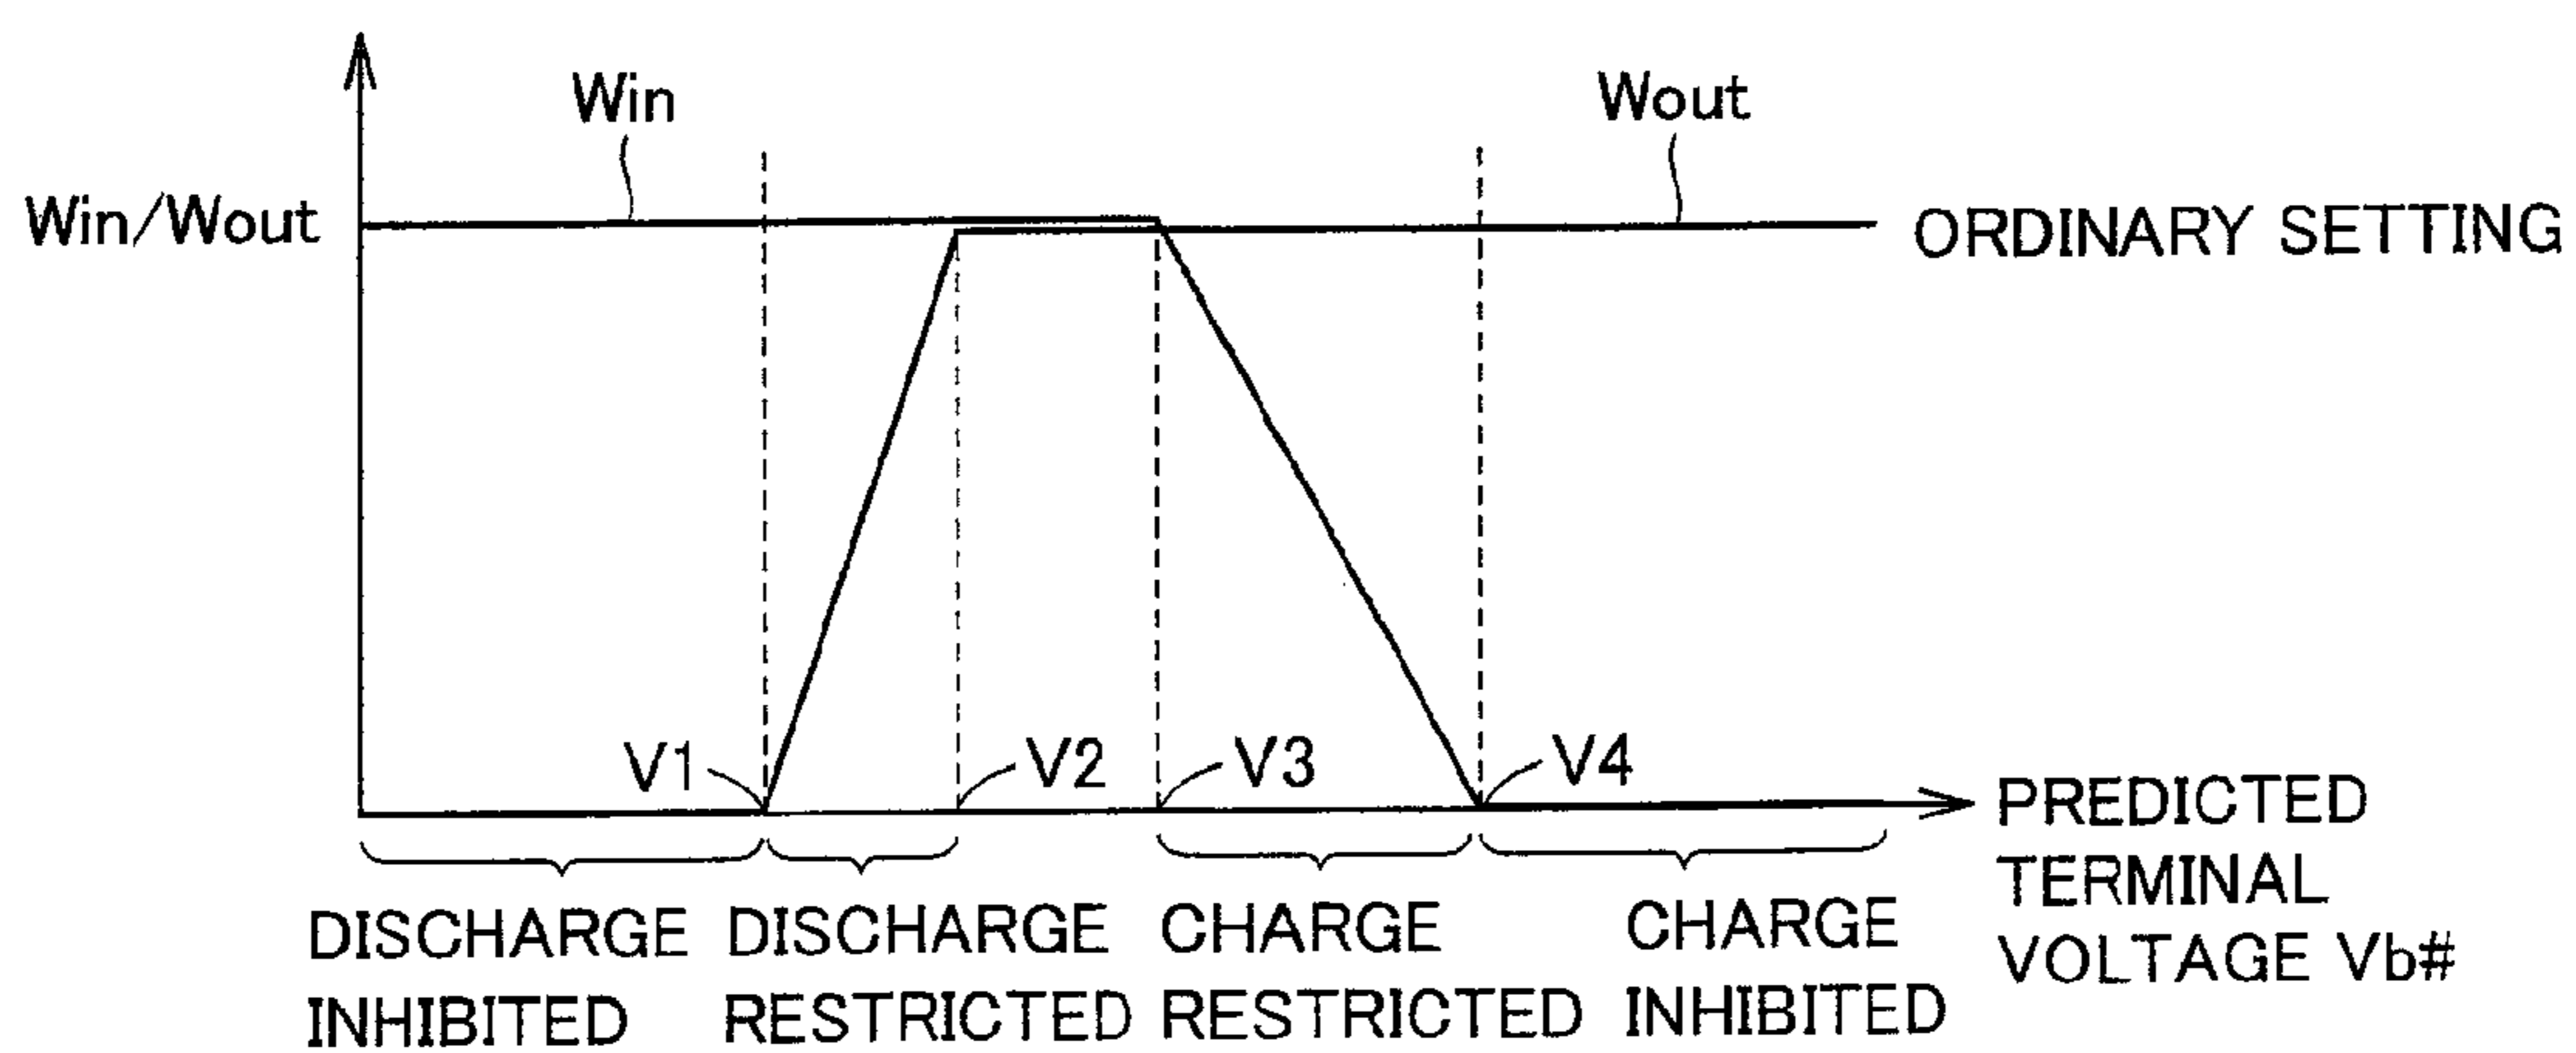 Win
Wout
Win/Wout
ORDINARY SETTING
V1
V2
V3
V4
PREDICTED
TERMINAL
VOLTAGE Vb#
DISCHARGE
INHIBITED
DISCHARGE
RESTRICTED
CHARGE
RESTRICTED
CHARGE
INHIBITED